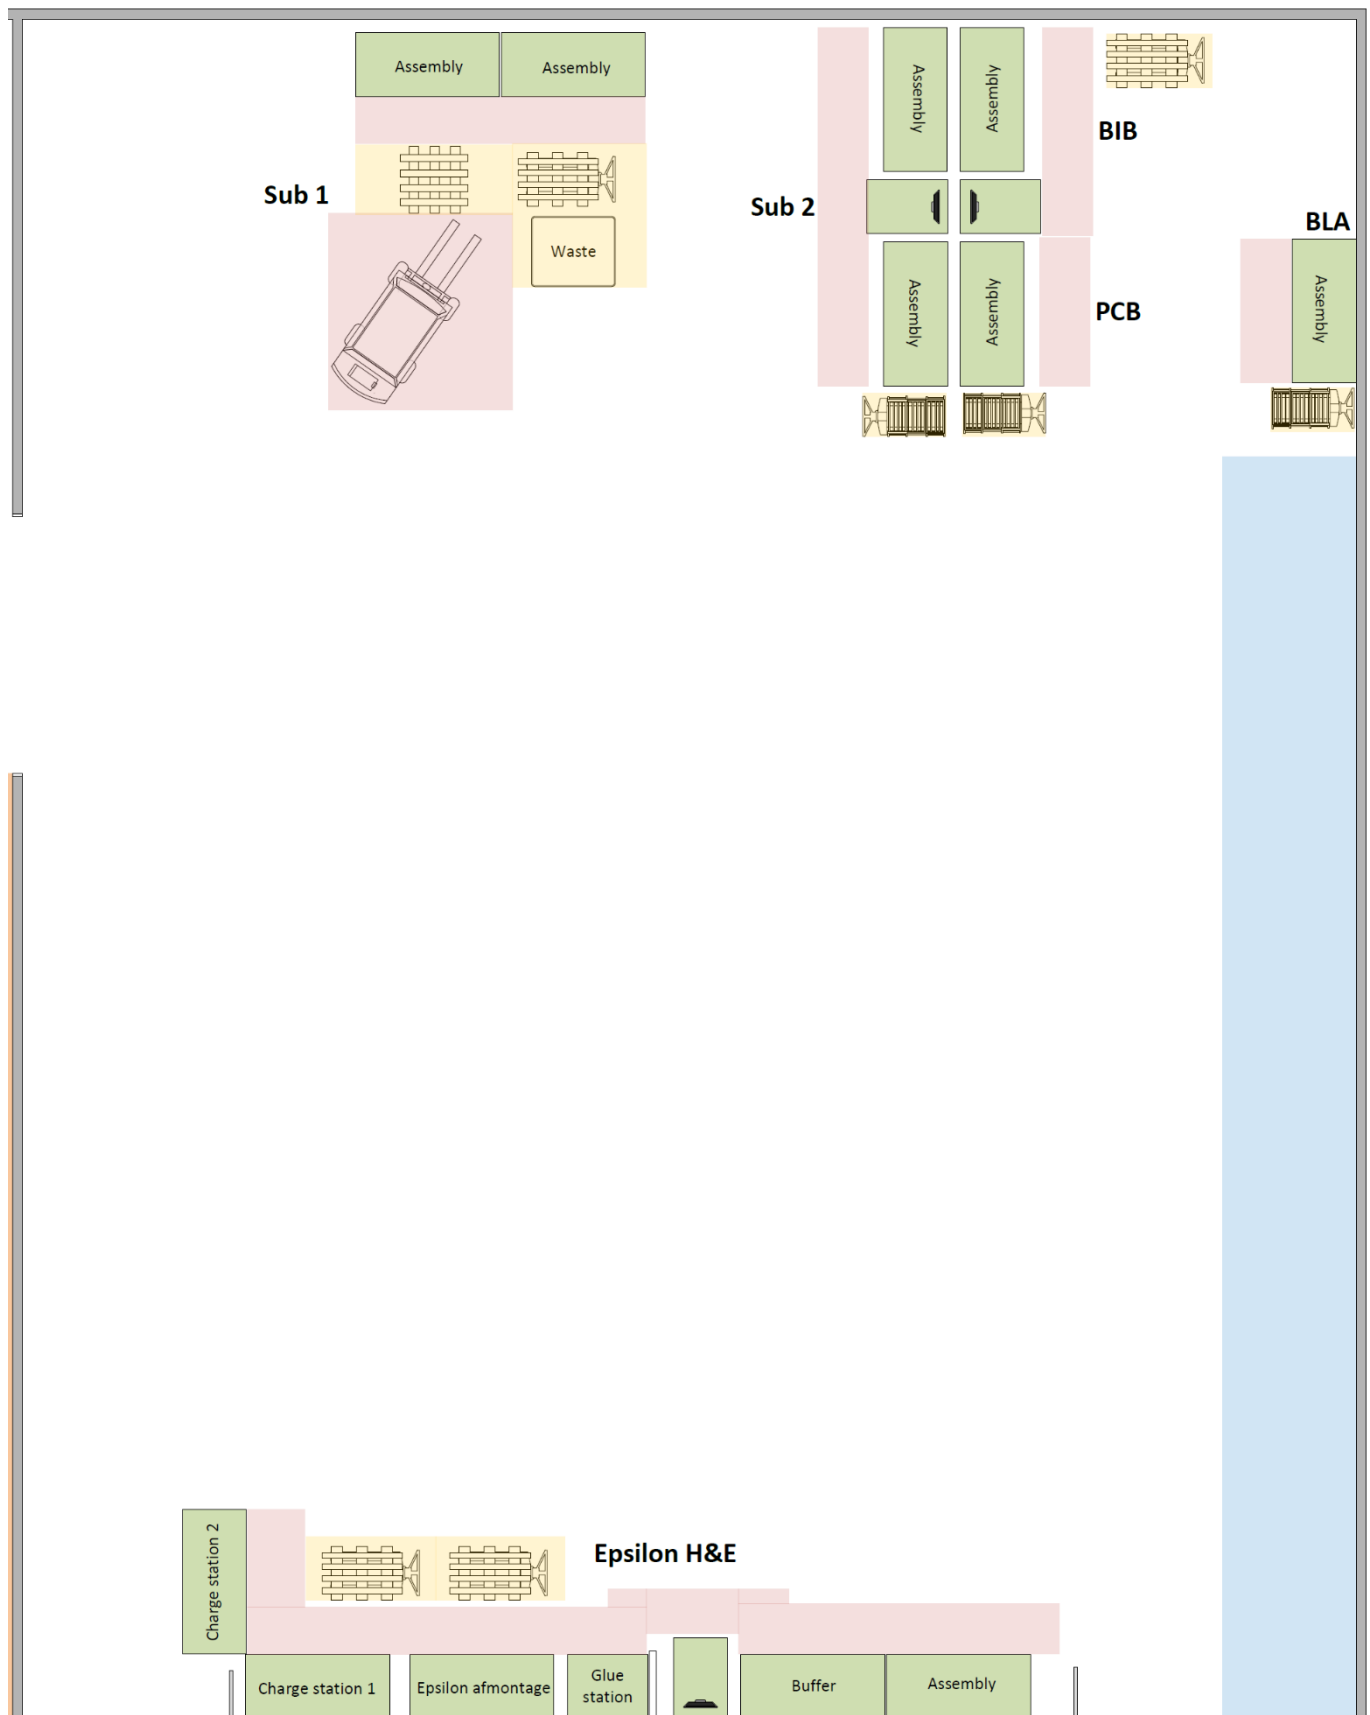 Assembly
Assembly
Assembly
Assembly
BIB
Sub 1
Sub 2
BLA
Waste
Assembly
Assembly
PCB
Assembly
Epsilon H&E
Charge station 2
Charge station 1
Epsilon afmontage
Glue
station
Buffer
Assembly